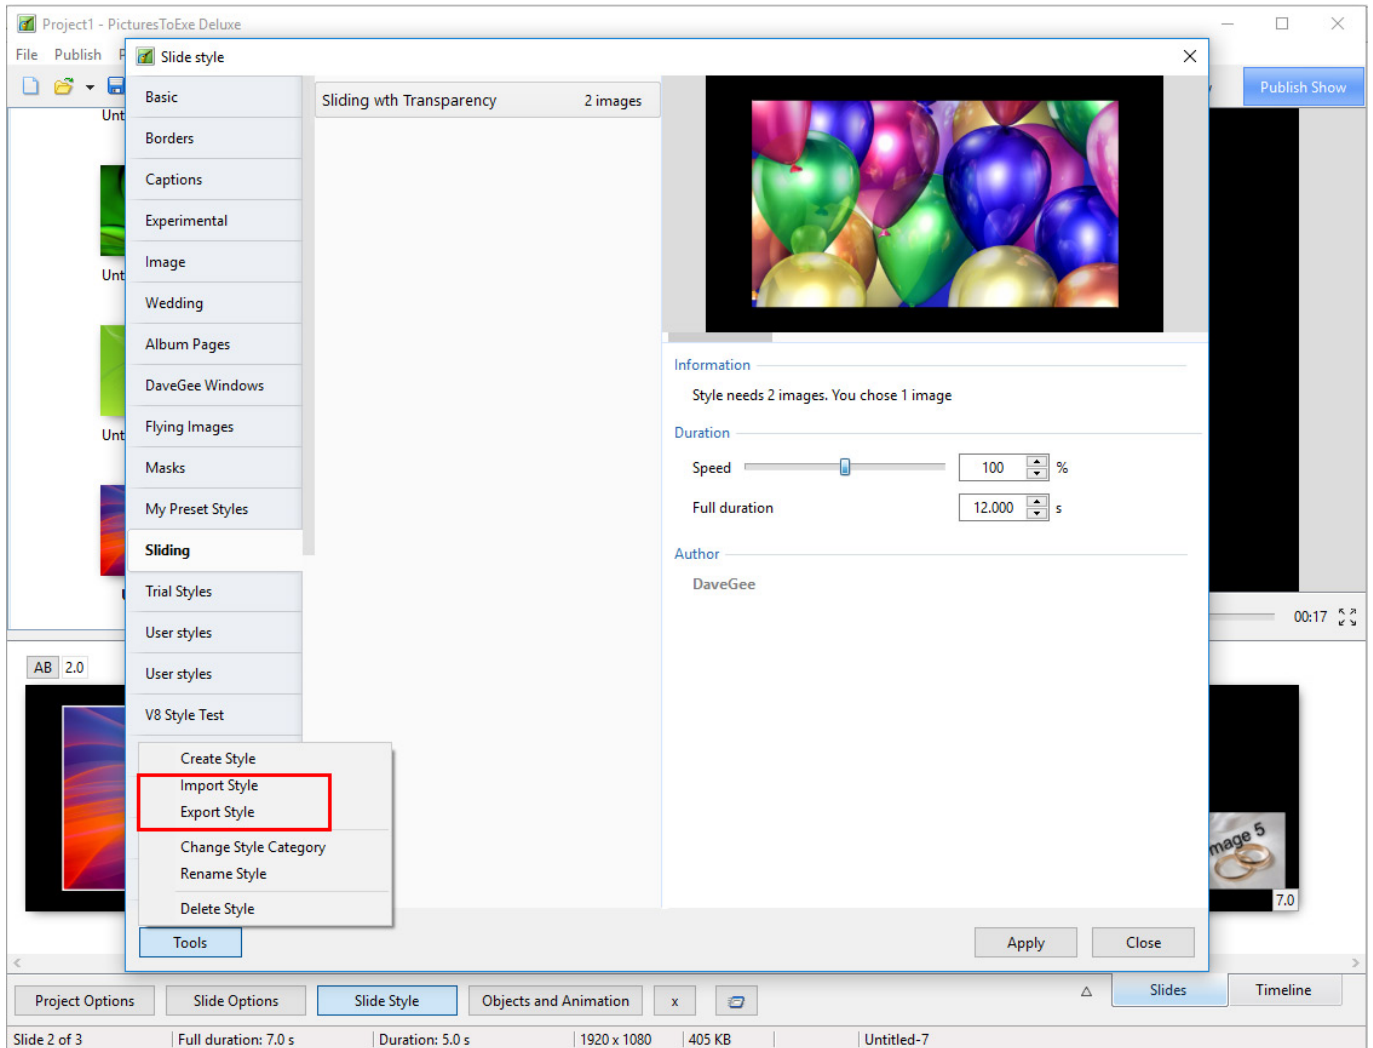 Project1 - PicturesToExe Deluxe
File Publish P
Slide style
Publish Show
Basic
Borders
Captions
Experimental
Image
Wedding
Album Pages
DaveGee Windows
Flying Images
Masks
My Preset Styles
Sliding
Trial Styles
User styles
User styles
V8 Style Test
Sliding wth Transparency 2 images
Information
Style needs 2 images. You chose 1 image
Duration
Speed 100 %
Full duration 12.000 s
Author
DaveGee
Unt
Unt
Unt
00:17
AB 2.0
Create Style
Import Style
Export Style
Change Style Category
Rename Style
Delete Style
mage 5
7.0
Tools Apply Close
Project Options Slide Options Slide Style Objects and Animation x Slides Timeline
Slide 2 of 3 Full duration: 7.0 s Duration: 5.0 s 1920 x 1080 405 KB Untitled-7